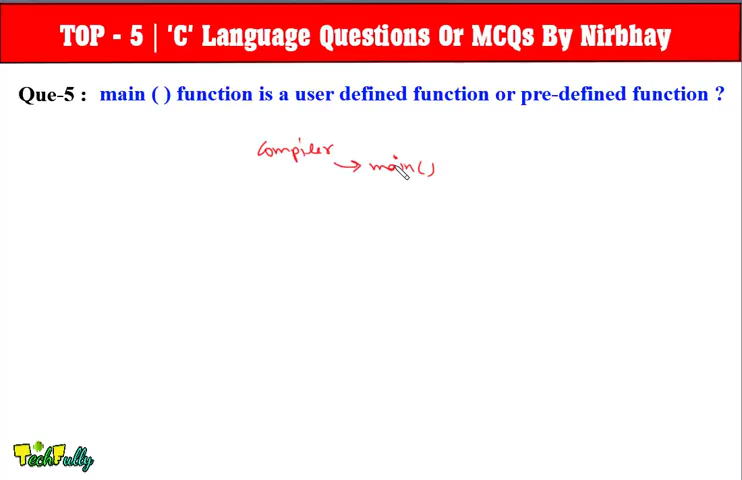 TOP - 5 | 'C' Language Questions Or MCQs By Nirbhay
Que-5 : main ( ) function is a user defined function or pre-defined function ?
Compiler
→ main()
TechFully